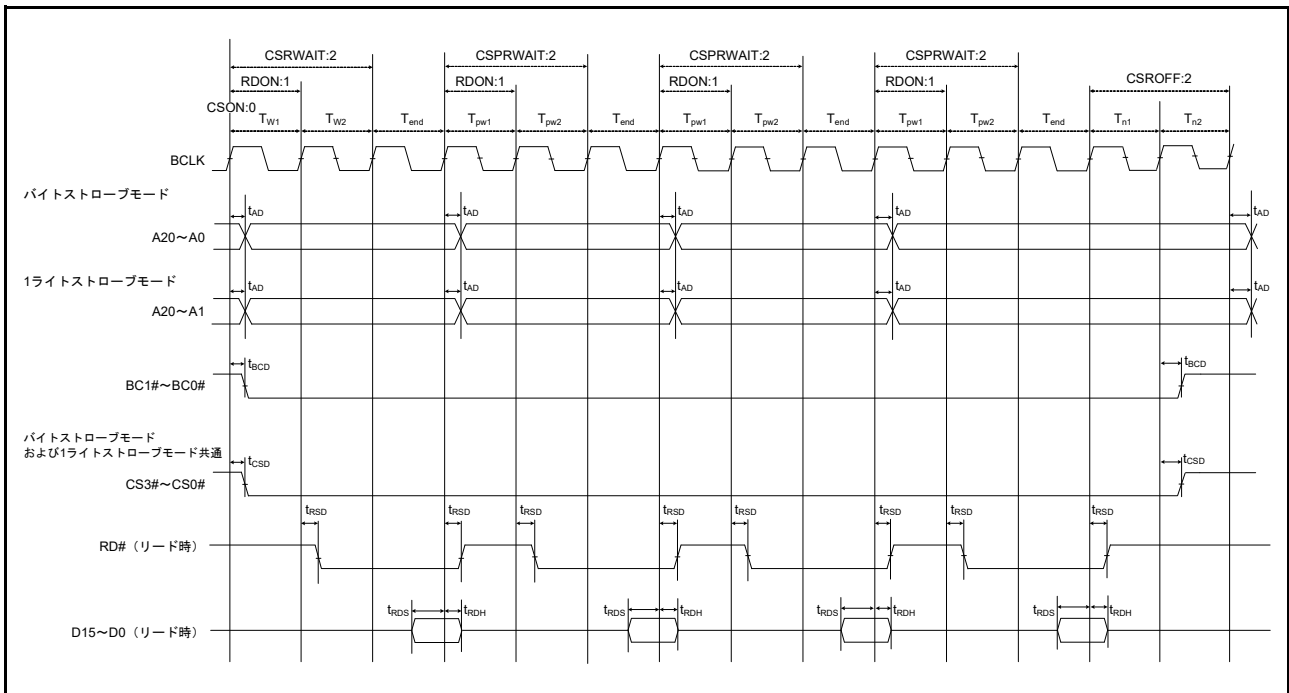 CSRWAIT:2 CSPRWAIT:2 CSPRWAIT:2 CSPRWAIT:2
RDON:1 RDON:1 RDON:1 RDON:1 CSROFF:2
CSON:0
TW1 TW2 Tend Tpw1 Tpw2 Tend Tpw1 Tpw2 Tend Tpw1 Tpw2 Tend Tn1 Tn2
BCLK
バイトストローブモード
tAD tAD tAD tAD tAD
A20～A0
1ライトストローブモード
tAD tAD tAD tAD tAD
A20～A1
tBCD tBCD
BC1#～BC0#
バイトストローブモード
および1ライトストローブモード共通
tCSD tCSD
CS3#～CS0#
tRSD tRSD tRSD tRSD tRSD tRSD tRSD tRSD
RD#（リード時）
tRDS tRDH tRDS tRDH tRDS tRDH tRDS tRDH
D15～D0（リード時）